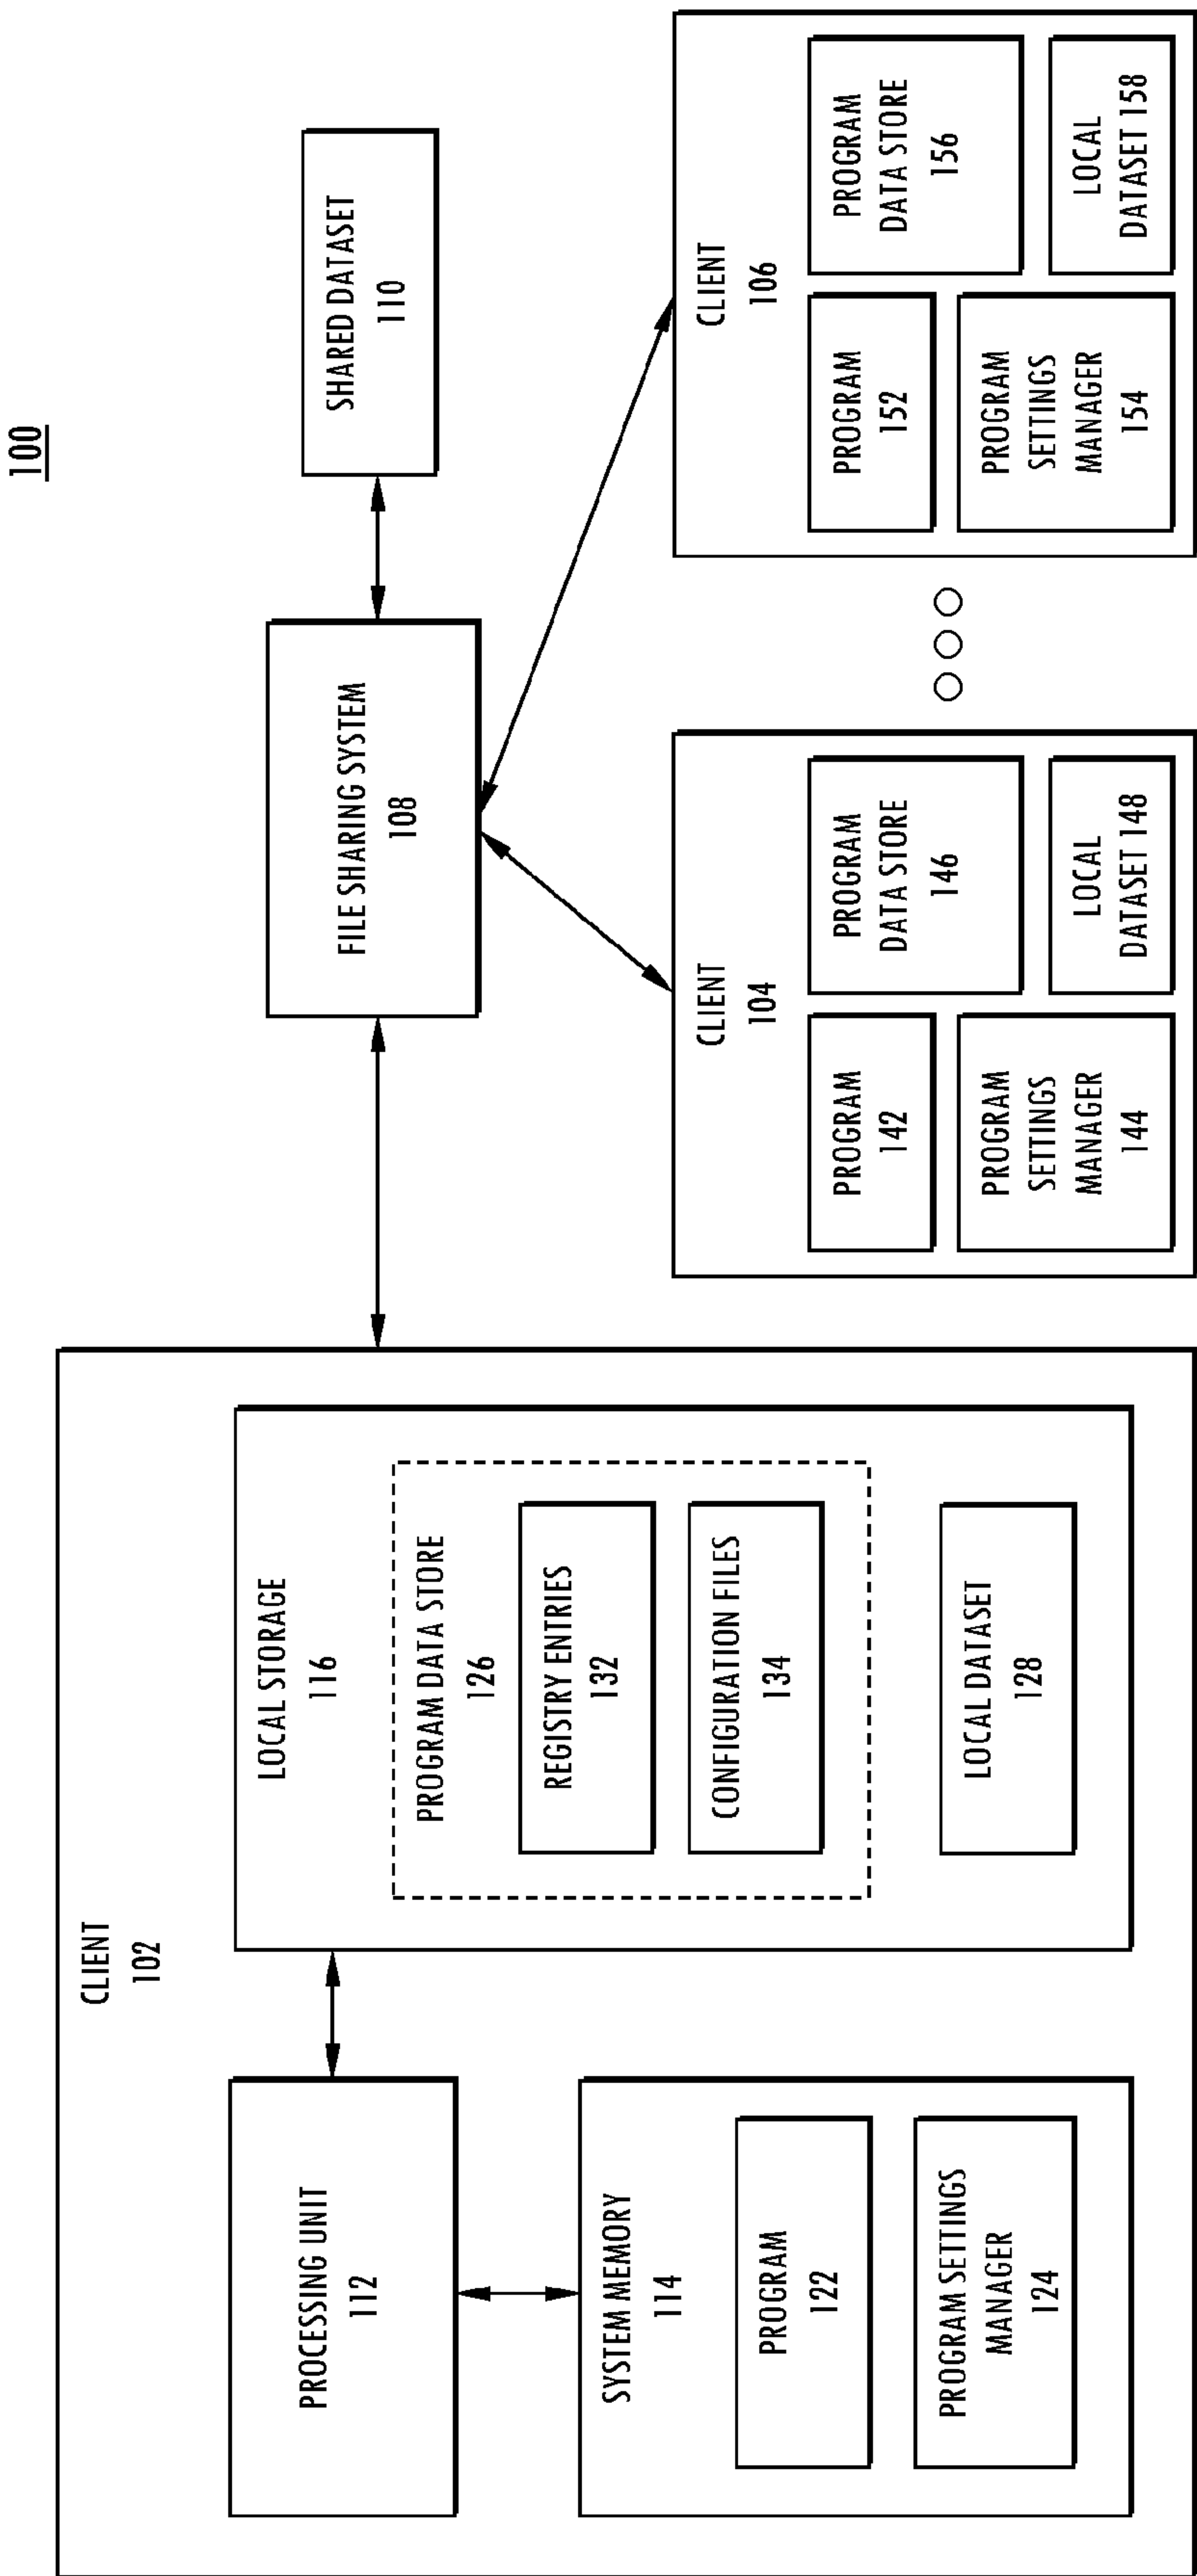 100
CLIENT
102
PROCESSING UNIT
112
SYSTEM MEMORY
114
PROGRAM
122
PROGRAM SETTINGS
MANAGER
124
LOCAL STORAGE
116
PROGRAM DATA STORE
126
REGISTRY ENTRIES
132
CONFIGURATION FILES
134
LOCAL DATASET
128
FILE SHARING SYSTEM
108
SHARED DATASET
110
CLIENT
104
PROGRAM
142
PROGRAM
SETTINGS
MANAGER
144
PROGRAM
DATA STORE
146
LOCAL
DATASET 148
CLIENT
106
PROGRAM
152
PROGRAM
SETTINGS
MANAGER
154
PROGRAM
DATA STORE
156
LOCAL
DATASET 158